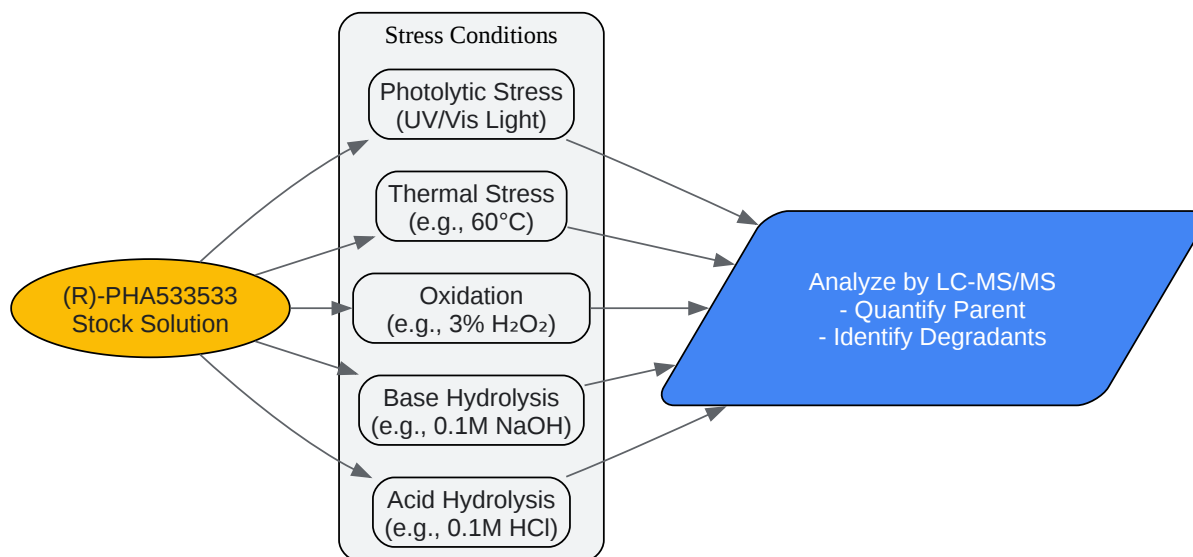 Stress Conditions
Photolytic Stress
(UV/Vis Light)
Thermal Stress
(e.g., 60°C)
(R)-PHA533533
Stock Solution
Oxidation
(e.g., 3% H₂O₂)
Base Hydrolysis
(e.g., 0.1M NaOH)
Acid Hydrolysis
(e.g., 0.1M HCl)
Analyze by LC-MS/MS
- Quantify Parent
- Identify Degradants